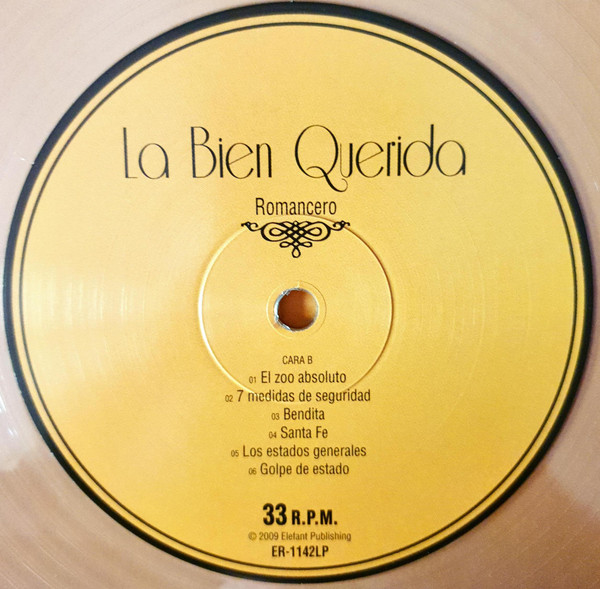 La Bien Querida
Romancero
CARA B
01 El zoo absoluto
02 7 medidas de seguridad
03 Bendita
04 Santa Fe
05 Los estados generales
06 Golpe de estado
33 R.P.M.
© 2009 Elefant Publishing
ER-1142LP